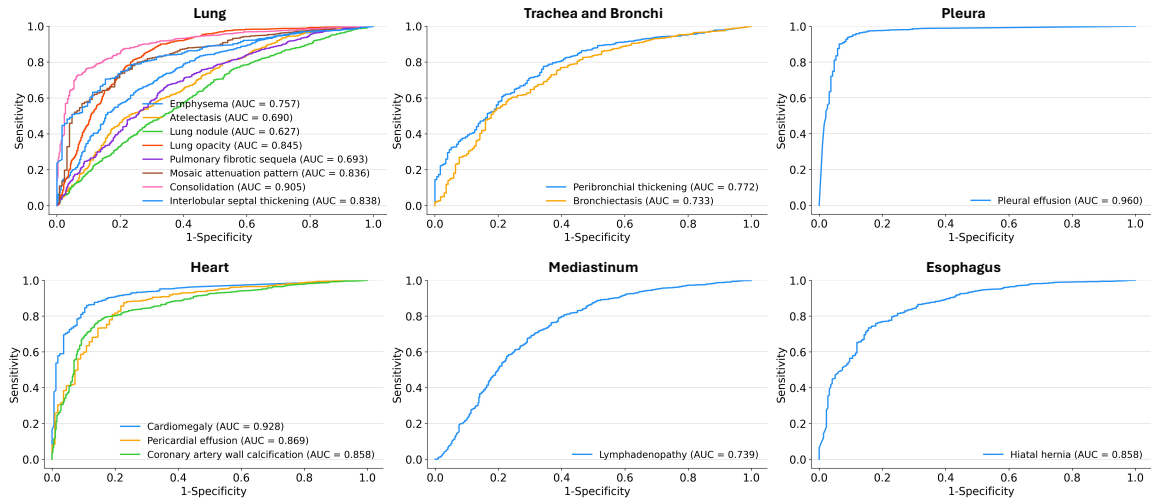 Lung
1.0
0.8
0.6
0.4
0.2
0.0
Sensitivity
Emphysema (AUC = 0.757)
Atelectasis (AUC = 0.690)
Lung nodule (AUC = 0.627)
Lung opacity (AUC = 0.845)
Pulmonary fibrotic sequela (AUC = 0.693)
Mosaic attenuation pattern (AUC = 0.836)
Consolidation (AUC = 0.905)
Interlobular septal thickening (AUC = 0.838)
0.0 0.2 0.4 0.6 0.8 1.0
1-Specificity
Trachea and Bronchi
1.0
0.8
0.6
0.4
0.2
0.0
Sensitivity
Peribronchial thickening (AUC = 0.772)
Bronchiectasis (AUC = 0.733)
0.0 0.2 0.4 0.6 0.8 1.0
1-Specificity
Pleura
1.0
0.8
0.6
0.4
0.2
0.0
Sensitivity
Pleural effusion (AUC = 0.960)
0.0 0.2 0.4 0.6 0.8 1.0
1-Specificity
Heart
1.0
0.8
0.6
0.4
0.2
0.0
Sensitivity
Cardiomegaly (AUC = 0.928)
Pericardial effusion (AUC = 0.869)
Coronary artery wall calcification (AUC = 0.858)
0.0 0.2 0.4 0.6 0.8 1.0
1-Specificity
Mediastinum
1.0
0.8
0.6
0.4
0.2
0.0
Sensitivity
Lymphadenopathy (AUC = 0.739)
0.0 0.2 0.4 0.6 0.8 1.0
1-Specificity
Esophagus
1.0
0.8
0.6
0.4
0.2
0.0
Sensitivity
Hiatal hernia (AUC = 0.858)
0.0 0.2 0.4 0.6 0.8 1.0
1-Specificity